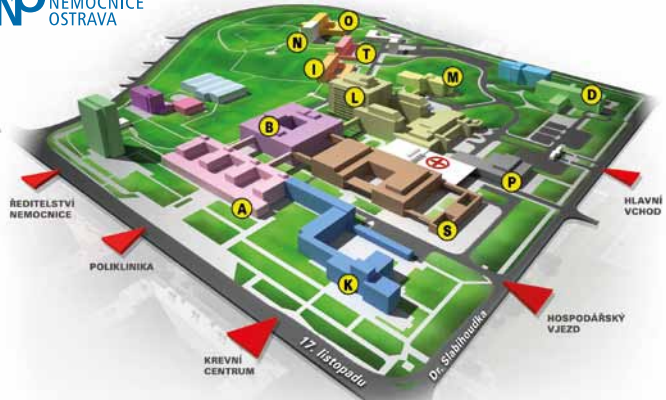 NEMOCNICE
OSTRAVA
O
N
T
I
M
L
D
B
P
A
S
K
ŘEDITELSTVÍ
NEMOCNICE
POLIKLINIKA
KREVNÍ
CENTRUM
HLAVNÍ
VCHOD
HOSPODÁŘSKÝ
VJEZD
17. listopadu
Dr. Slabihoudka